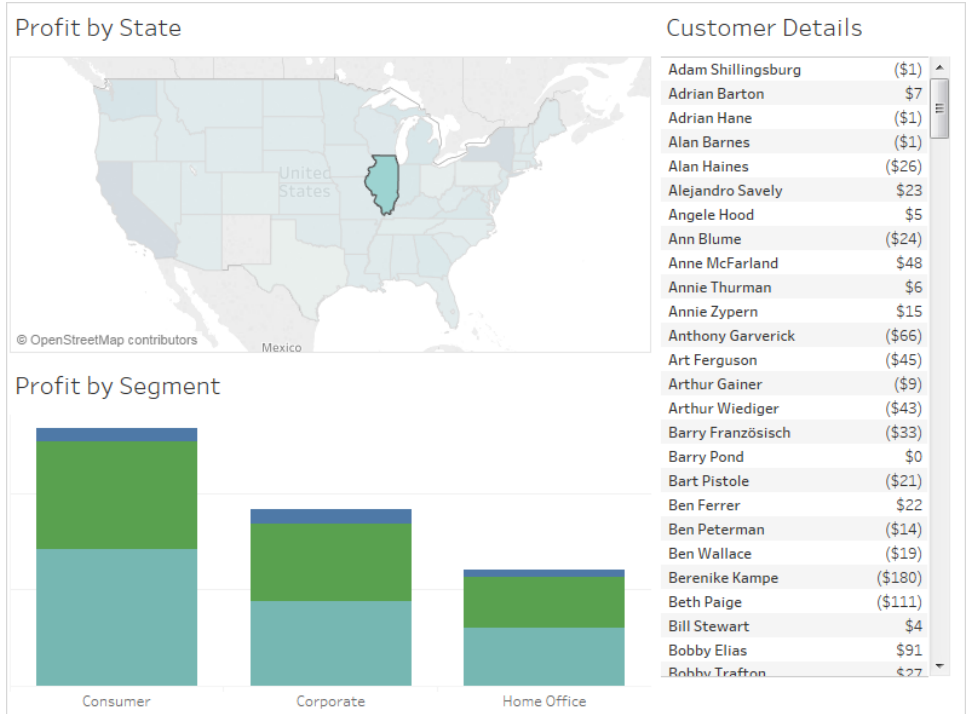 Profit by State
United
States
© OpenStreetMap contributors
Mexico
Profit by Segment
Consumer
Corporate
Home Office
Customer Details
Adam Shillingsburg ($1)
Adrian Barton $7
Adrian Hane ($1)
Alan Barnes ($1)
Alan Haines ($26)
Alejandro Savely $23
Angele Hood $5
Ann Blume ($24)
Anne McFarland $48
Annie Thurman $6
Annie Zypern $15
Anthony Garverick ($66)
Art Ferguson ($45)
Arthur Gainer ($9)
Arthur Wiediger ($43)
Barry Französisch ($33)
Barry Pond $0
Bart Pistole ($21)
Ben Ferrer $22
Ben Peterman ($14)
Ben Wallace ($19)
Berenike Kampe ($180)
Beth Paige ($111)
Bill Stewart $4
Bobby Elias $91
Bobby Trafton $27